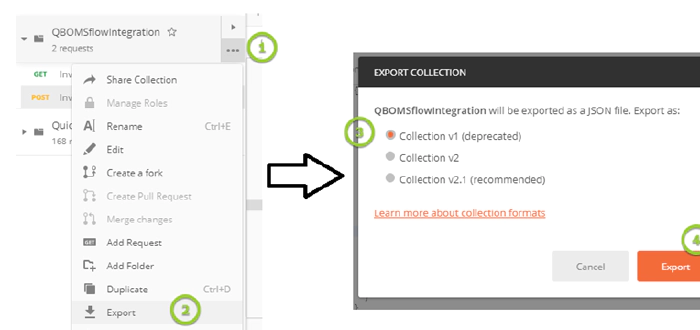 QBOMSflowIntegration
2 requests
1
GET Inv
POST Inv
Quic
168 r
Share Collection
Manage Roles
Rename Ctrl+E
Edit
Create a fork
Create Pull Request
Merge changes
GET Add Request
Add Folder
Duplicate Ctrl+D
Export
2
EXPORT COLLECTION
QBOMSflowIntegration will be exported as a JSON file. Export as:
3
Collection v1 (deprecated)
Collection v2
Collection v2.1 (recommended)
Learn more about collection formats
4
Cancel
Export